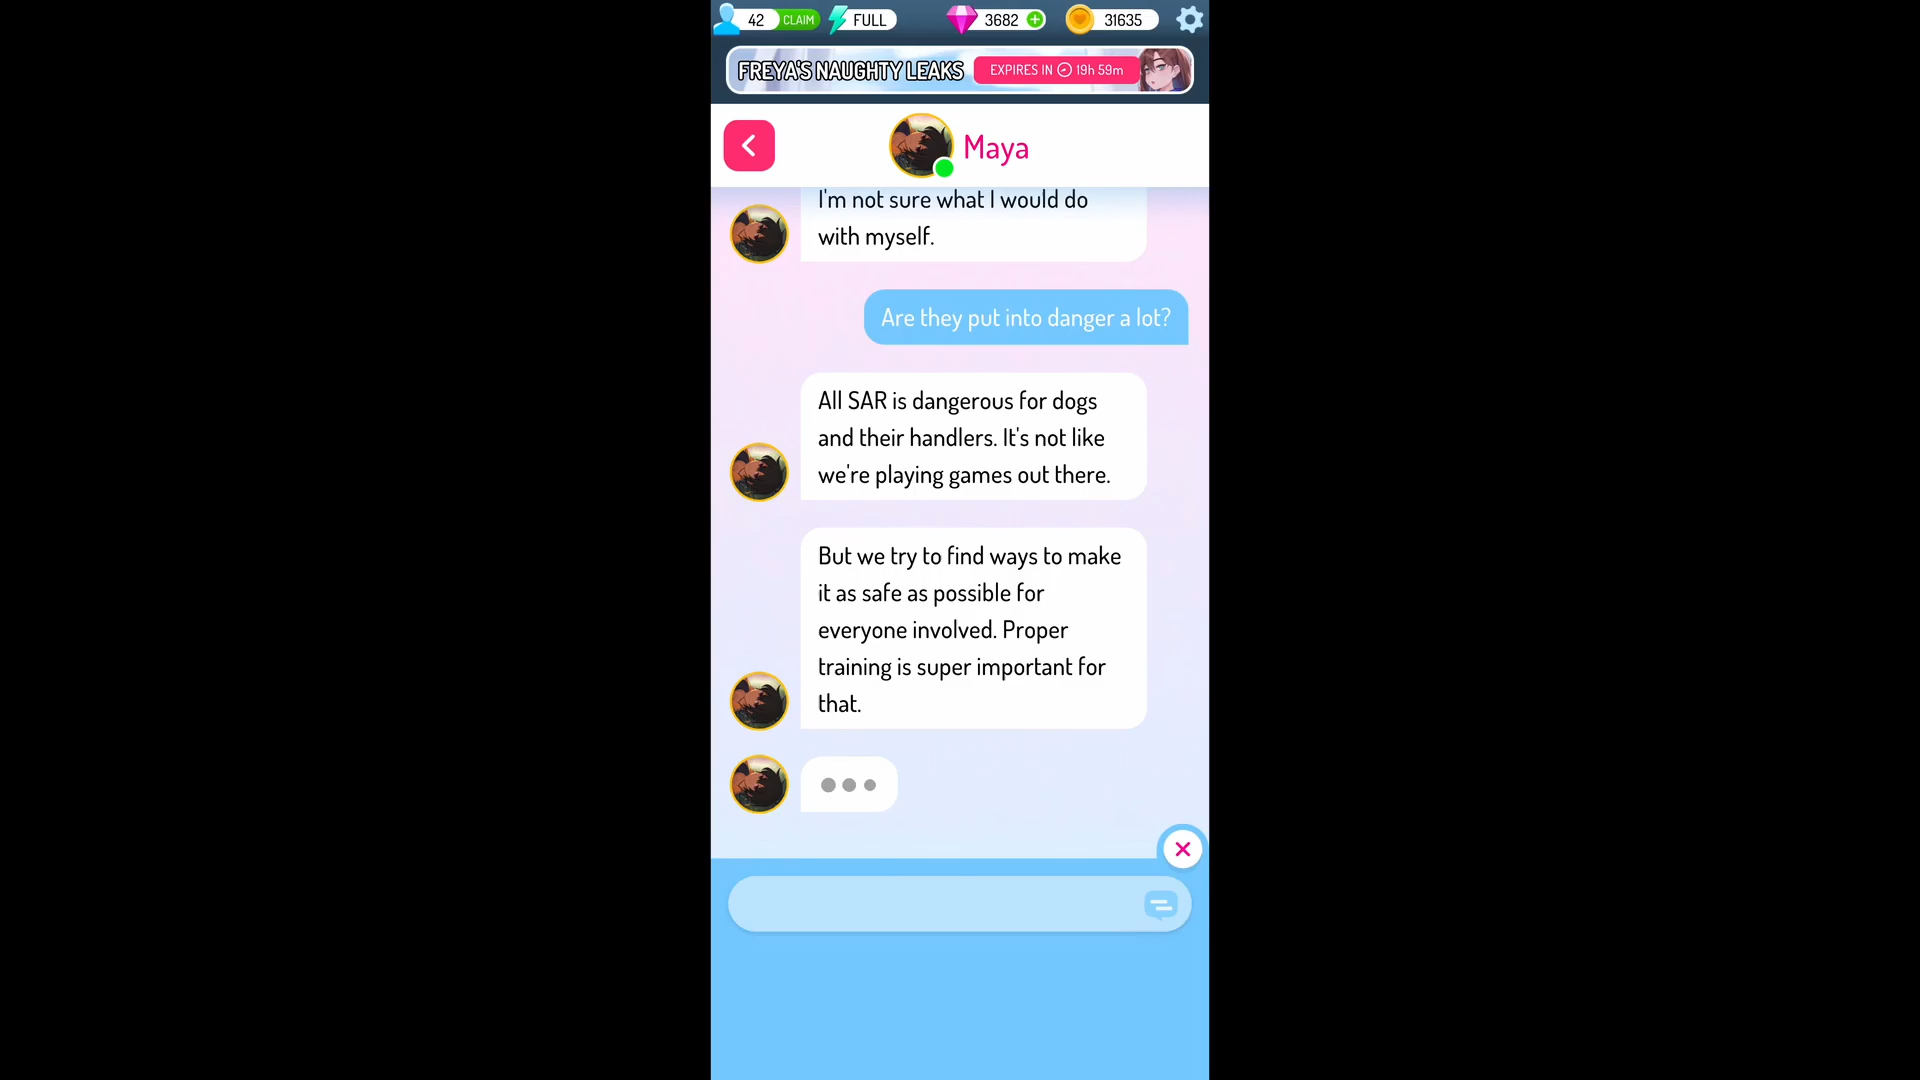 42 CLAIM FULL 3682 31635
FREYA'S NAUGHTY LEAKS EXPIRES IN 19h 59m
Maya
I'm not sure what I would do
with myself.
Are they put into danger a lot?
All SAR is dangerous for dogs
and their handlers. It's not like
we're playing games out there.
But we try to find ways to make
it as safe as possible for
everyone involved. Proper
training is super important for
that.